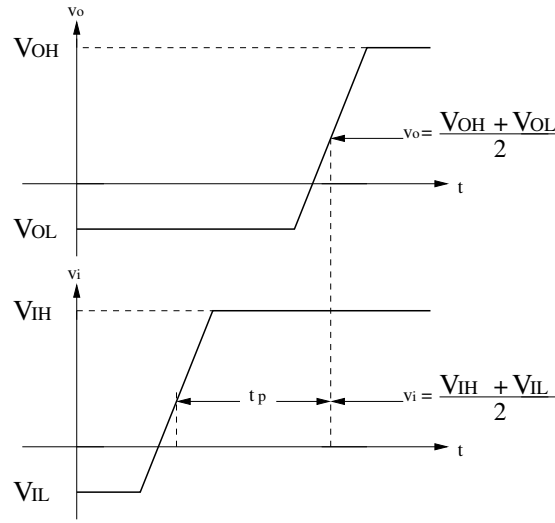 vo
VOH
vo = VOH + VOL
2
t
VOL
vi
VIH
tp
vi = VIH + VIL
2
t
VIL